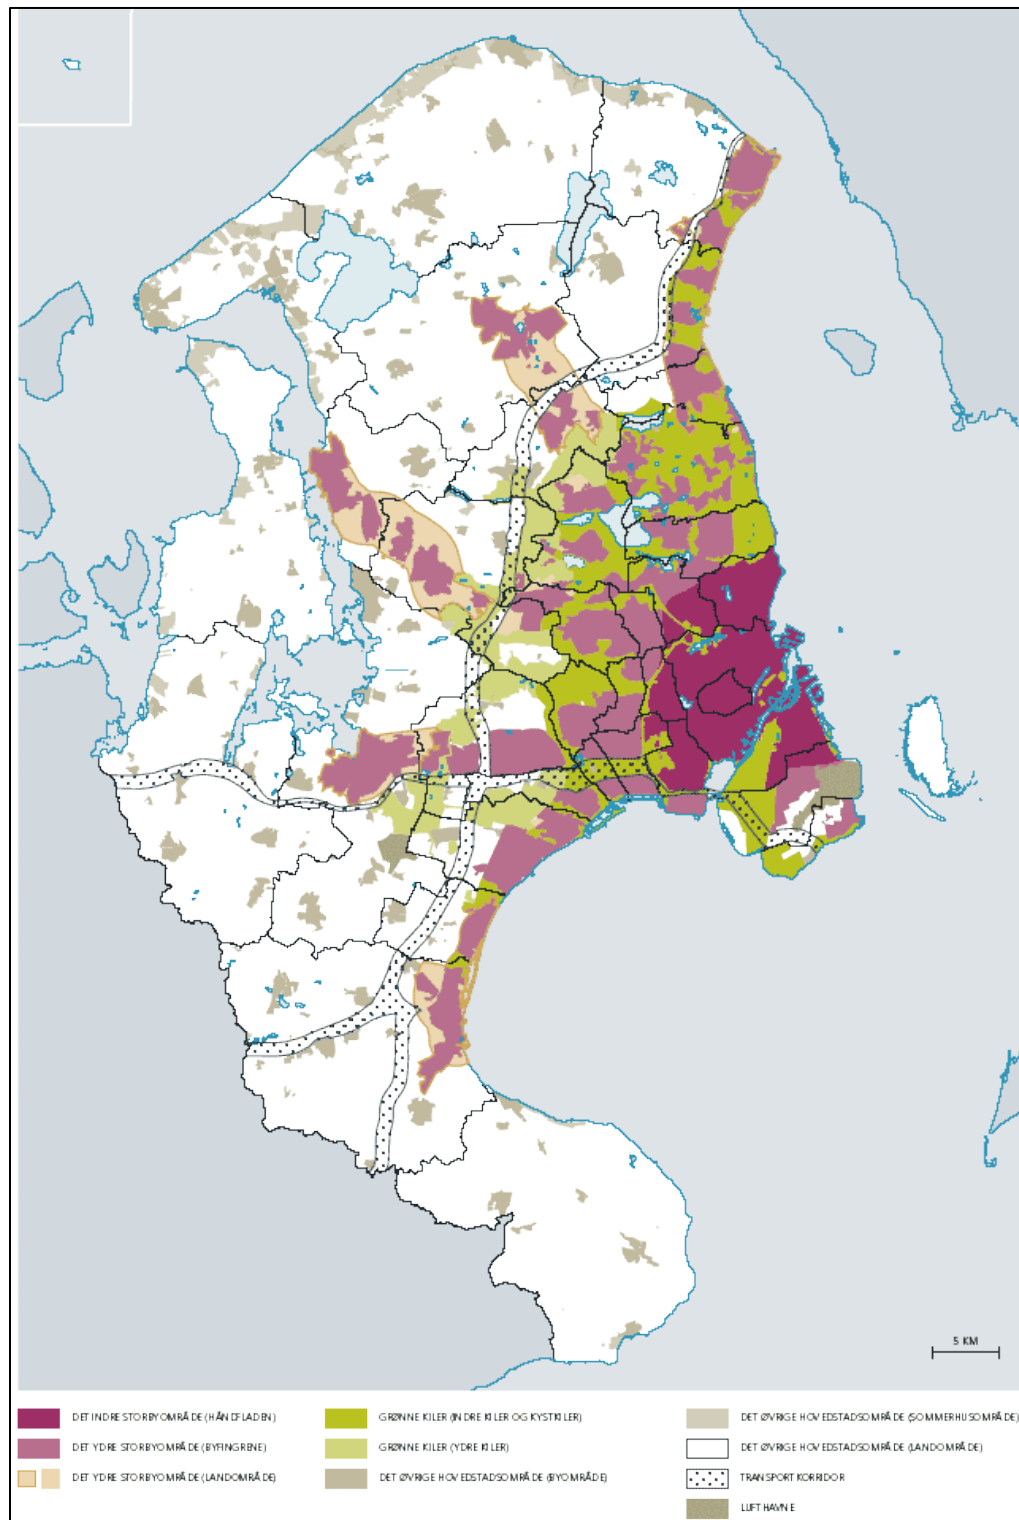 5 KM
DET INDRE STORBYOMRÅDE (HÅNDFLADEN)
DET YDRE STORBYOMRÅDE (BYFINGRENE)
DET YDRE STORBYOMRÅDE (LANDOMRÅDE)
GRØNNE KILER (INDRE KILER OG KYSTKILER)
GRØNNE KILER (YDRE KILER)
DET ØVRIGE HOVEDSTADSOMRÅDE (BYOMRÅDE)
DET ØVRIGE HOVEDSTADSOMRÅDE (SOMMERHUSOMRÅDE)
DET ØVRIGE HOVEDSTADSOMRÅDE (LANDOMRÅDE)
TRANSPORTKORRIDOR
LUFTHAVNE